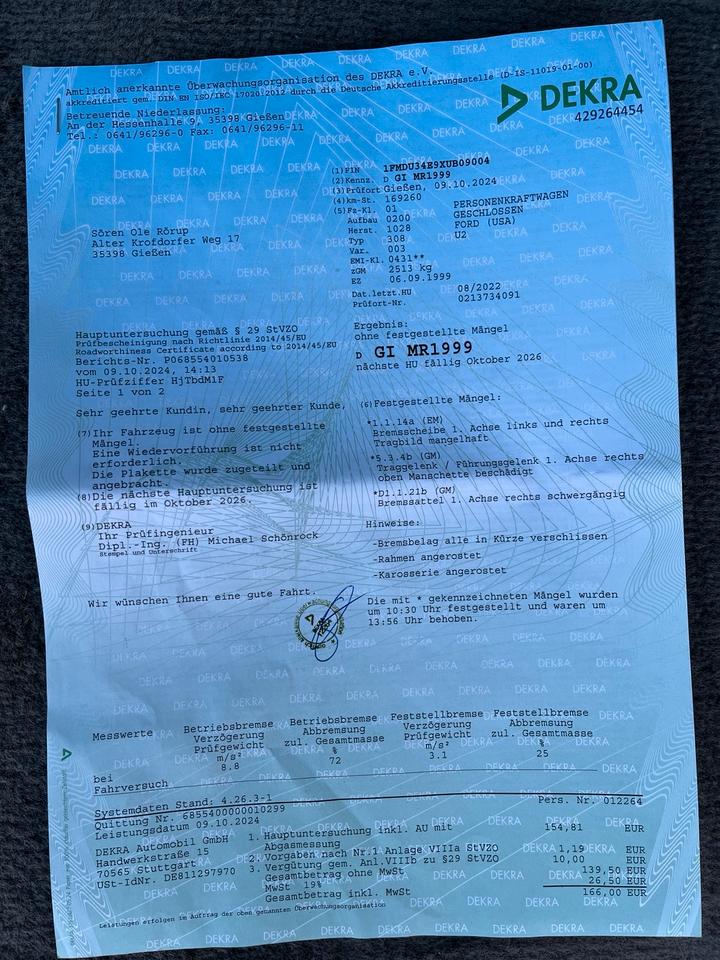 Amtlich anerkannte Überwachungsorganisation des DEKRA e.V.
akkreditiert gem. DIN EN ISO/IEC 17020:2012 durch die Deutsche Akkreditierungsstelle (D-IS-11019-01-00)
Betreuende Niederlassung:
An der Hessenhalle 9, 35398 Gießen
Tel.: 0641/96296-0 Fax: 0641/96296-11
DEKRA
429264454
(1)FIN 1FMDU34E9XUB09004
(2)Kennz. D GI MR1999
(3)Prüfort Gießen, 09.10.2024
(4)km-St. 169260
(5)Fz-Kl. 01 PERSONENKRAFTWAGEN
Aufbau 0200 GESCHLOSSEN
Herst. 1028 FORD (USA)
Typ 308 U2
Var. 003
EMI-Kl. 0431**
zGM 2513 kg
EZ 06.09.1999
Dat.letzt.HU 08/2022
Prüfort-Nr. 0213734091
Sören Ole Rörup
Alter Krofdorfer Weg 17
35398 Gießen
Hauptuntersuchung gemäß § 29 StVZO
Prüfbescheinigung nach Richtlinie 2014/45/EU
Roadworthiness Certificate according to 2014/45/EU
Berichts-Nr. P068554010538
vom 09.10.2024, 14:13
HU-Prüfziffer HjTbdM1F
Seite 1 von 2
Ergebnis:
ohne festgestellte Mängel
D GI MR1999
nächste HU fällig Oktober 2026
Sehr geehrte Kundin, sehr geehrter Kunde,
(7)Ihr Fahrzeug ist ohne festgestellte
Mängel.
Eine Wiedervorführung ist nicht
erforderlich.
Die Plakette wurde zugeteilt und
angebracht.
(8)Die nächste Hauptuntersuchung ist
fällig im Oktober 2026.
(9)DEKRA
Ihr Prüfingenieur
Dipl.-Ing. (FH) Michael Schönrock
Stempel und Unterschrift
Wir wünschen Ihnen eine gute Fahrt.
(6)Festgestellte Mängel:
*1.1.14a (EM)
Bremsscheibe 1. Achse links und rechts
Tragbild mangelhaft
*5.3.4b (GM)
Traggelenk / Führungsgelenk 1. Achse rechts
oben Manschette beschädigt
*D1.1.21b (GM)
Bremssattel 1. Achse rechts schwergängig
Hinweise:
-Bremsbelag alle in Kürze verschlissen
-Rahmen angerostet
-Karosserie angerostet
Die mit * gekennzeichneten Mängel wurden
um 10:30 Uhr festgestellt und waren um
13:56 Uhr behoben.
Messwerte Betriebsbremse Betriebsbremse Feststellbremse Feststellbremse
Verzögerung Abbremsung Verzögerung Abbremsung
Prüfgewicht zul. Gesamtmasse Prüfgewicht zul. Gesamtmasse
m/s² % m/s² %
8.8 72 3.1 25
bei
Fahrversuch
Systemdaten Stand: 4.26.3-1 Pers. Nr. 012264
Quittung Nr. 6855400000010299
Leistungsdatum 09.10.2024
DEKRA Automobil GmbH
Handwerkstraße 15
70565 Stuttgart
USt-IdNr. DE811297970
1. Hauptuntersuchung inkl. AU mit 154,81 EUR
Abgasmessung
2. Vorgaben nach Nr.1 Anlage VIIIa StVZO 1,19 EUR
3. Vergütung gem. Anl.VIIIb zu §29 StVZO 10,00 EUR
Gesamtbetrag ohne MwSt 139,50 EUR
MwSt 19% 26,50 EUR
Gesamtbetrag inkl. MwSt 166,00 EUR
Leistungen erfolgen im Auftrag der oben genannten Überwachungsorganisation